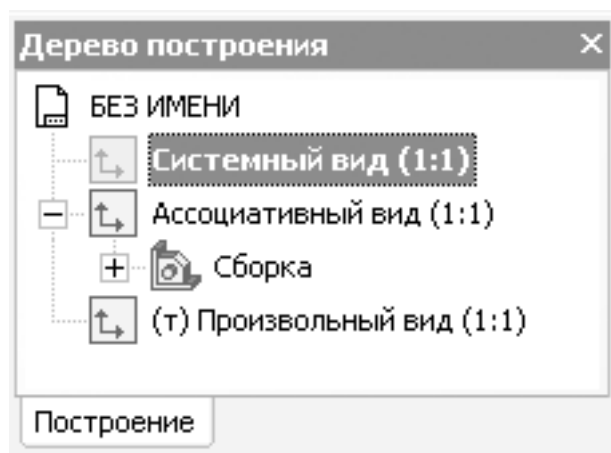 Дерево построения
БЕЗ ИМЕНИ
Системный вид (1:1)
Ассоциативный вид (1:1)
Сборка
(т) Произвольный вид (1:1)
Построение